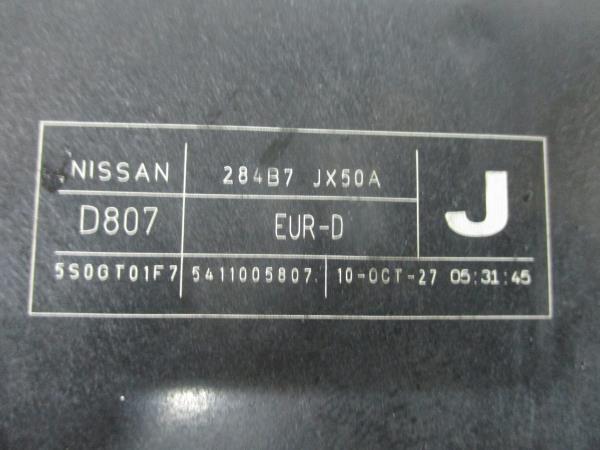 NISSAN 284B7 JX50A J
D807 EUR-D
5S0GT01F7 5411005807. 10-OCT-27 05:31:45